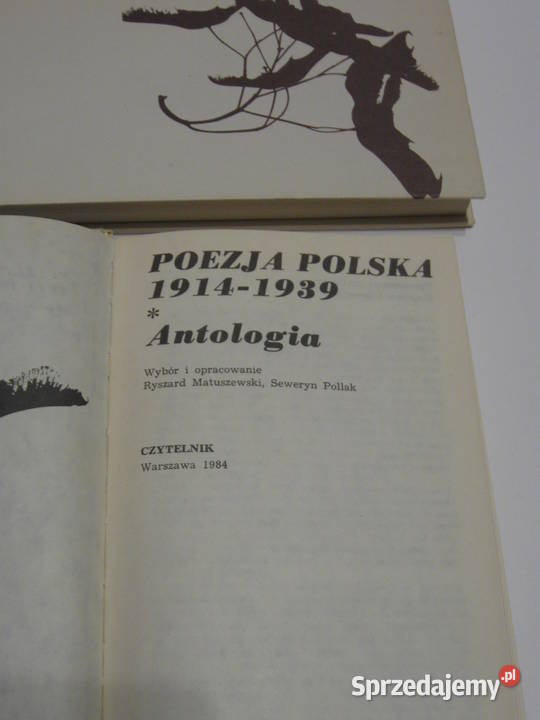 POEZJA POLSKA
1914-1939
*
Antologia
Wybór i opracowanie
Ryszard Matuszewski, Seweryn Pollak
CZYTELNIK
Warszawa 1984
Sprzedajemy.pl